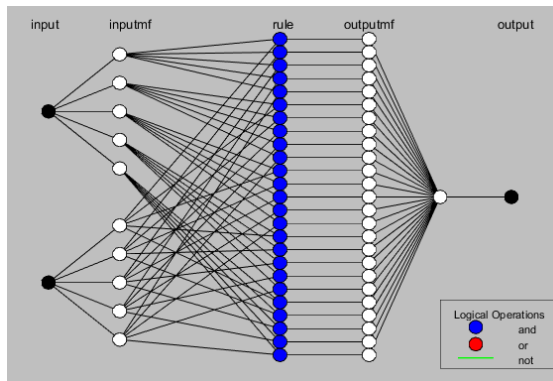 input inputmf rule outputmf output
Logical Operations
and
or
not